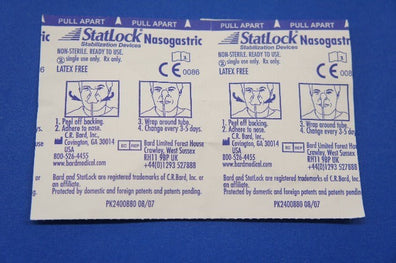 PULL APART PULL APART PULL APART
StatLock Nasogastric
Stabilization Devices
NON-STERILE. READY TO USE.
single use only. Rx only.
LATEX FREE
CE 0086
1. Peel off backing.
2. Adhere to nose.
3. Wrap around tube.
4. Change every 3-5 days.
C.R. Bard, Inc.
Covington, GA 30014
USA
800-526-4455
www.bardmedical.com
EC REP
Bard Limited Forest House
Crawley, West Sussex
RH11 9BP UK
+44(0)1293 527888
Bard and StatLock are registered trademarks of C.R.Bard, Inc. or
an affiliate.
Protected by domestic and foreign patents and patents pending.
PK2400880 08/07
StatLock Nasogastric
Stabilization Devices
NON-STERILE. READY TO USE.
single use only. Rx only.
LATEX FREE
CE 0086
1. Peel off backing.
2. Adhere to nose.
3. Wrap around tube.
4. Change every 3-5 days.
C.R. Bard, Inc.
Covington, GA 30014
USA
800-526-4455
www.bardmedical.com
EC REP
Bard Limited Forest House
Crawley, West Sussex
RH11 9BP UK
+44(0)1293 527888
Bard and StatLock are registered trademarks of C.R.Bard, Inc. or
an affiliate.
Protected by domestic and foreign patents and patents pending.
PK2400880 08/07